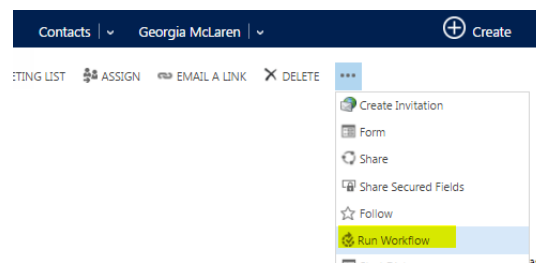 Contacts Georgia McLaren Create
ETING LIST ASSIGN EMAIL A LINK DELETE ...
Create Invitation
Form
Share
Share Secured Fields
Follow
Run Workflow